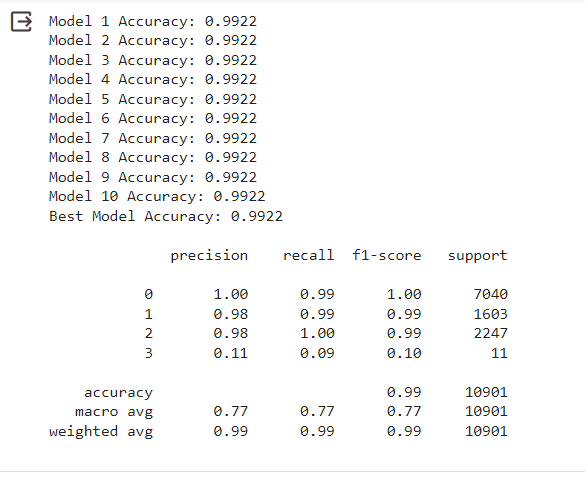 Model 1 Accuracy: 0.9922
Model 2 Accuracy: 0.9922
Model 3 Accuracy: 0.9922
Model 4 Accuracy: 0.9922
Model 5 Accuracy: 0.9922
Model 6 Accuracy: 0.9922
Model 7 Accuracy: 0.9922
Model 8 Accuracy: 0.9922
Model 9 Accuracy: 0.9922
Model 10 Accuracy: 0.9922
Best Model Accuracy: 0.9922
precision recall f1-score support
0 1.00 0.99 1.00 7040
1 0.98 0.99 0.99 1603
2 0.98 1.00 0.99 2247
3 0.11 0.09 0.10 11
accuracy 0.99 10901
macro avg 0.77 0.77 0.77 10901
weighted avg 0.99 0.99 0.99 10901